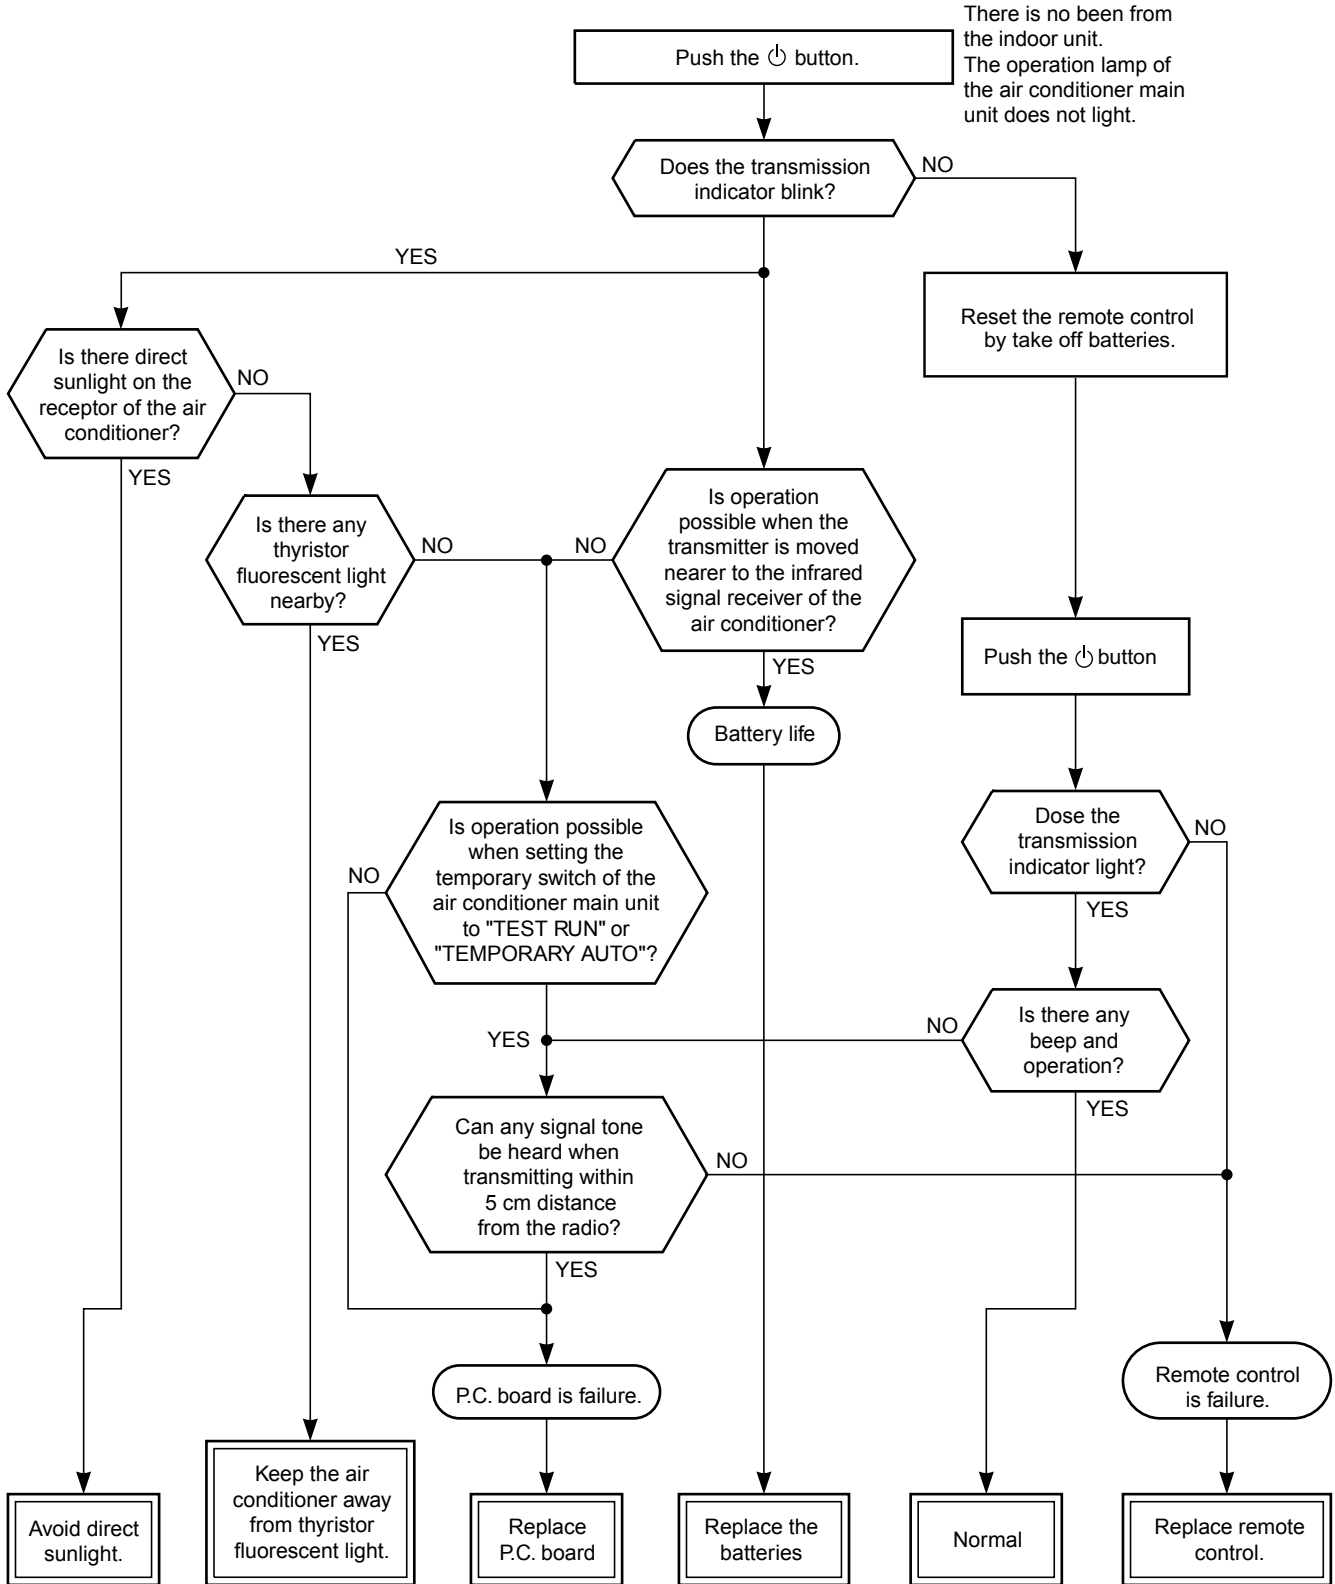 There is no been from
the indoor unit.
The operation lamp of
the air conditioner main
unit does not light.
Push the ⏻ button.
Does the transmission
indicator blink?
NO
YES
Reset the remote control
by take off batteries.
Is there direct
sunlight on the
receptor of the air
conditioner?
NO
YES
Is there any
thyristor
fluorescent light
nearby?
NO
YES
NO
Is operation
possible when the
transmitter is moved
nearer to the infrared
signal receiver of the
air conditioner?
YES
Push the ⏻ button
Battery life
Is operation possible
when setting the
temporary switch of the
air conditioner main unit
to "TEST RUN" or
"TEMPORARY AUTO"?
NO
YES
Dose the
transmission
indicator light?
NO
YES
Is there any
beep and
operation?
NO
YES
Can any signal tone
be heard when
transmitting within
5 cm distance
from the radio?
NO
YES
P.C. board is failure.
Remote control
is failure.
Avoid direct
sunlight.
Keep the air
conditioner away
from thyristor
fluorescent light.
Replace
P.C. board
Replace the
batteries
Normal
Replace remote
control.